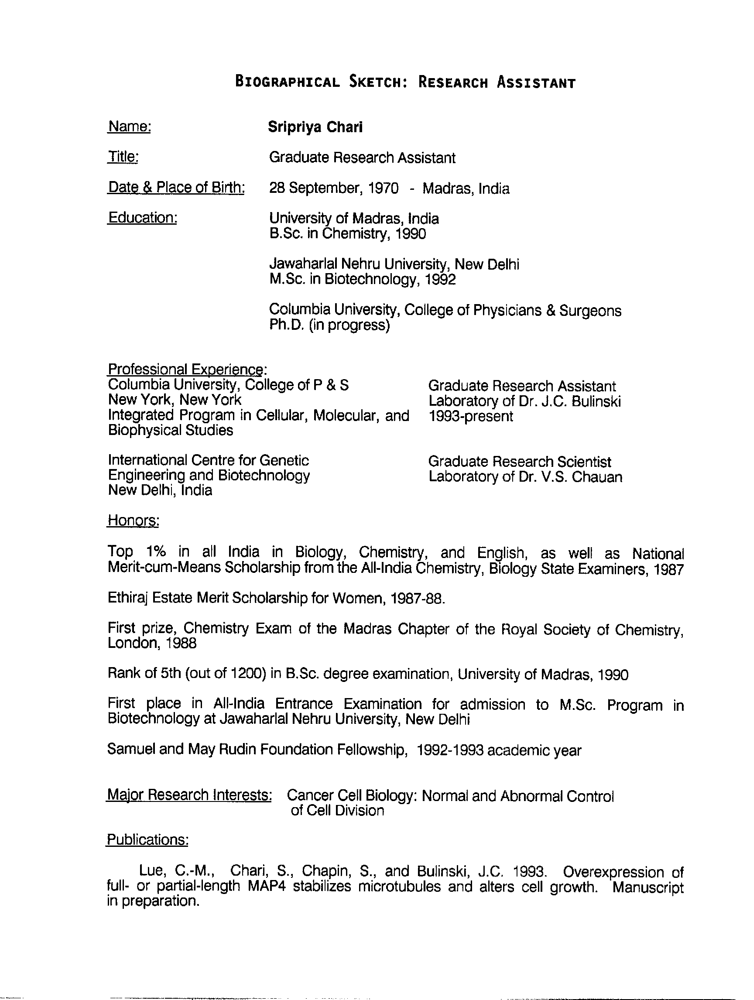 BIOGRAPHICAL SKETCH: RESEARCH ASSISTANT
Name: Sripriya Chari
Title: Graduate Research Assistant
Date & Place of Birth: 28 September, 1970 - Madras, India
Education: University of Madras, India
B.Sc. in Chemistry, 1990
Jawaharlal Nehru University, New Delhi
M.Sc. in Biotechnology, 1992
Columbia University, College of Physicians & Surgeons
Ph.D. (in progress)
Professional Experience:
Columbia University, College of P & S Graduate Research Assistant
New York, New York Laboratory of Dr. J.C. Bulinski
Integrated Program in Cellular, Molecular, and 1993-present
Biophysical Studies
International Centre for Genetic Graduate Research Scientist
Engineering and Biotechnology Laboratory of Dr. V.S. Chauan
New Delhi, India
Honors:
Top 1% in all India in Biology, Chemistry, and English, as well as National
Merit-cum-Means Scholarship from the All-India Chemistry, Biology State Examiners, 1987
Ethiraj Estate Merit Scholarship for Women, 1987-88.
First prize, Chemistry Exam of the Madras Chapter of the Royal Society of Chemistry,
London, 1988
Rank of 5th (out of 1200) in B.Sc. degree examination, University of Madras, 1990
First place in All-India Entrance Examination for admission to M.Sc. Program in
Biotechnology at Jawaharlal Nehru University, New Delhi
Samuel and May Rudin Foundation Fellowship, 1992-1993 academic year
Major Research Interests: Cancer Cell Biology: Normal and Abnormal Control
of Cell Division
Publications:
Lue, C.-M., Chari, S., Chapin, S., and Bulinski, J.C. 1993. Overexpression of
full- or partial-length MAP4 stabilizes microtubules and alters cell growth. Manuscript
in preparation.